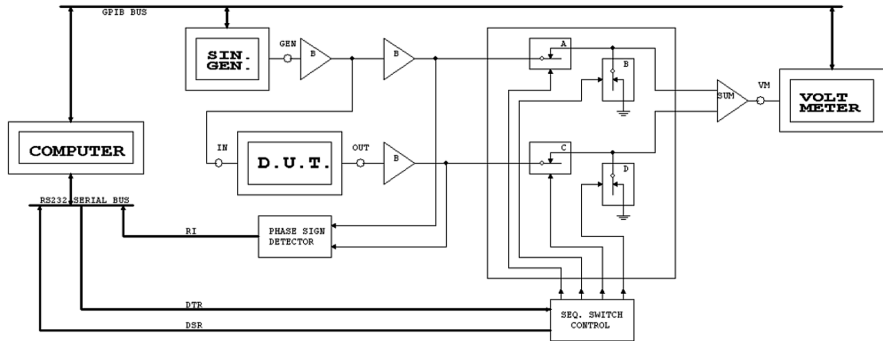 GPIB BUS
SIN.
GEN.
GEN
B
B
A
B
SUM
VM
VOLT
METER
COMPUTER
IN
D.U.T.
OUT
B
C
D
RS232 SERIAL BUS
RI
PHASE SIGN
DETECTOR
DTR
DSR
SEQ. SWITCH
CONTROL